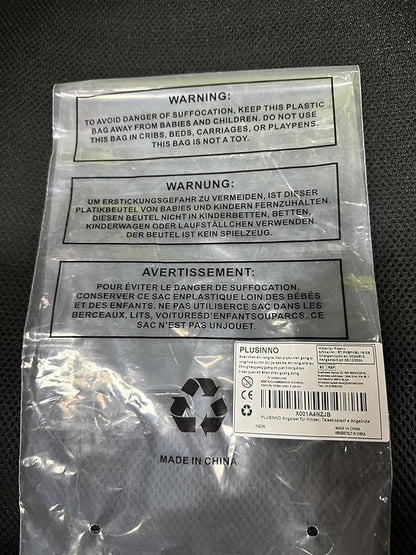 WARNING:
TO AVOID DANGER OF SUFFOCATION, KEEP THIS PLASTIC
BAG AWAY FROM BABIES AND CHILDREN. DO NOT USE
THIS BAG IN CRIBS, BEDS, CARRIAGES, OR PLAYPENS.
THIS BAG IS NOT A TOY.
WARNUNG:
UM ERSTICKUNGSGEFAHR ZU VERMEIDEN, IST DIESER
PLATIKBEUTEL VON BABIES UND KINDERN FERNZUHALTEN.
DIESEN BEUTEL NICHT IN KINDERBETTEN, BETTEN,
KINDERWAGEN ODER LAUFSTÄLLCHEN VERWENDEN.
DER BEUTEL IST KEIN SPIELZEUG.
AVERTISSEMENT:
POUR ÉVITER LE DANGER DE SUFFOCATION,
CONSERVER CE SAC ENPLASTIQUE LOIN DES BÉBÉS
ET DES ENFANTS. NE PAS UTILISERCE SAC DANS LES
BERCEAUX, LITS, VOITURESD'ENFANTSOUPARCS.
CE SAC N'EST PAS UNJOUET.
PLUSINNO
X001A4NZJB
PLUSINNO Angelset für Kinder, Teleskopisch Angelrute
NEW
MADE IN CHINA
MADE IN CHINA